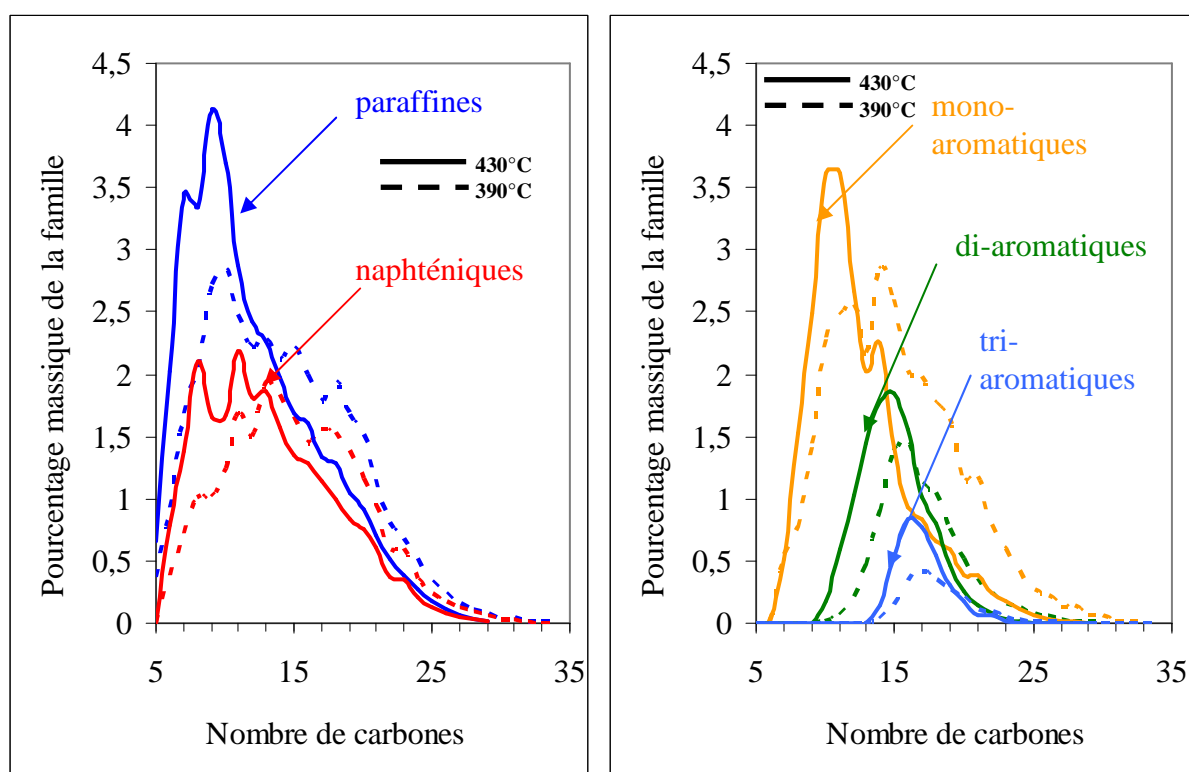 Pourcentage massique de la famille
4,5
4
3,5
3
2,5
2
1,5
1
0,5
0
5
15
25
35
Nombre de carbones
paraffines
430°C
390°C
naphténiques
Pourcentage massique de la famille
4,5
4
3,5
3
2,5
2
1,5
1
0,5
0
5
15
25
35
Nombre de carbones
430°C
390°C
mono-
aromatiques
di-aromatiques
tri-
aromatiques